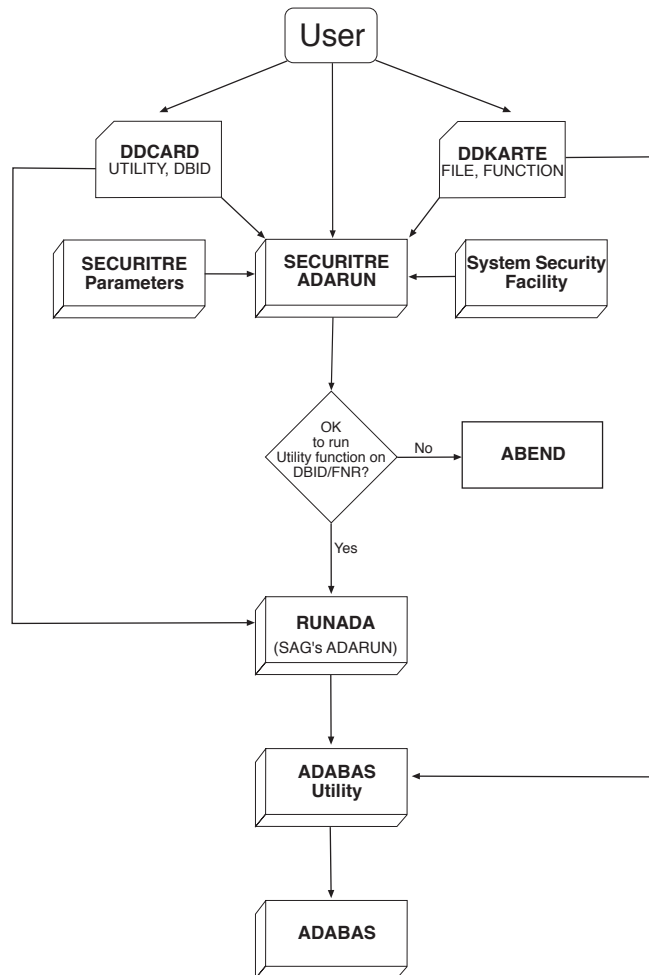 User
DDCARD
UTILITY, DBID
DDKARTE
FILE, FUNCTION
SECURITRE
Parameters
SECURITRE
ADARUN
System Security
Facility
OK
to run
Utility function on
DBID/FNR?
No
ABEND
Yes
RUNADA
(SAG's ADARUN)
ADABAS
Utility
ADABAS